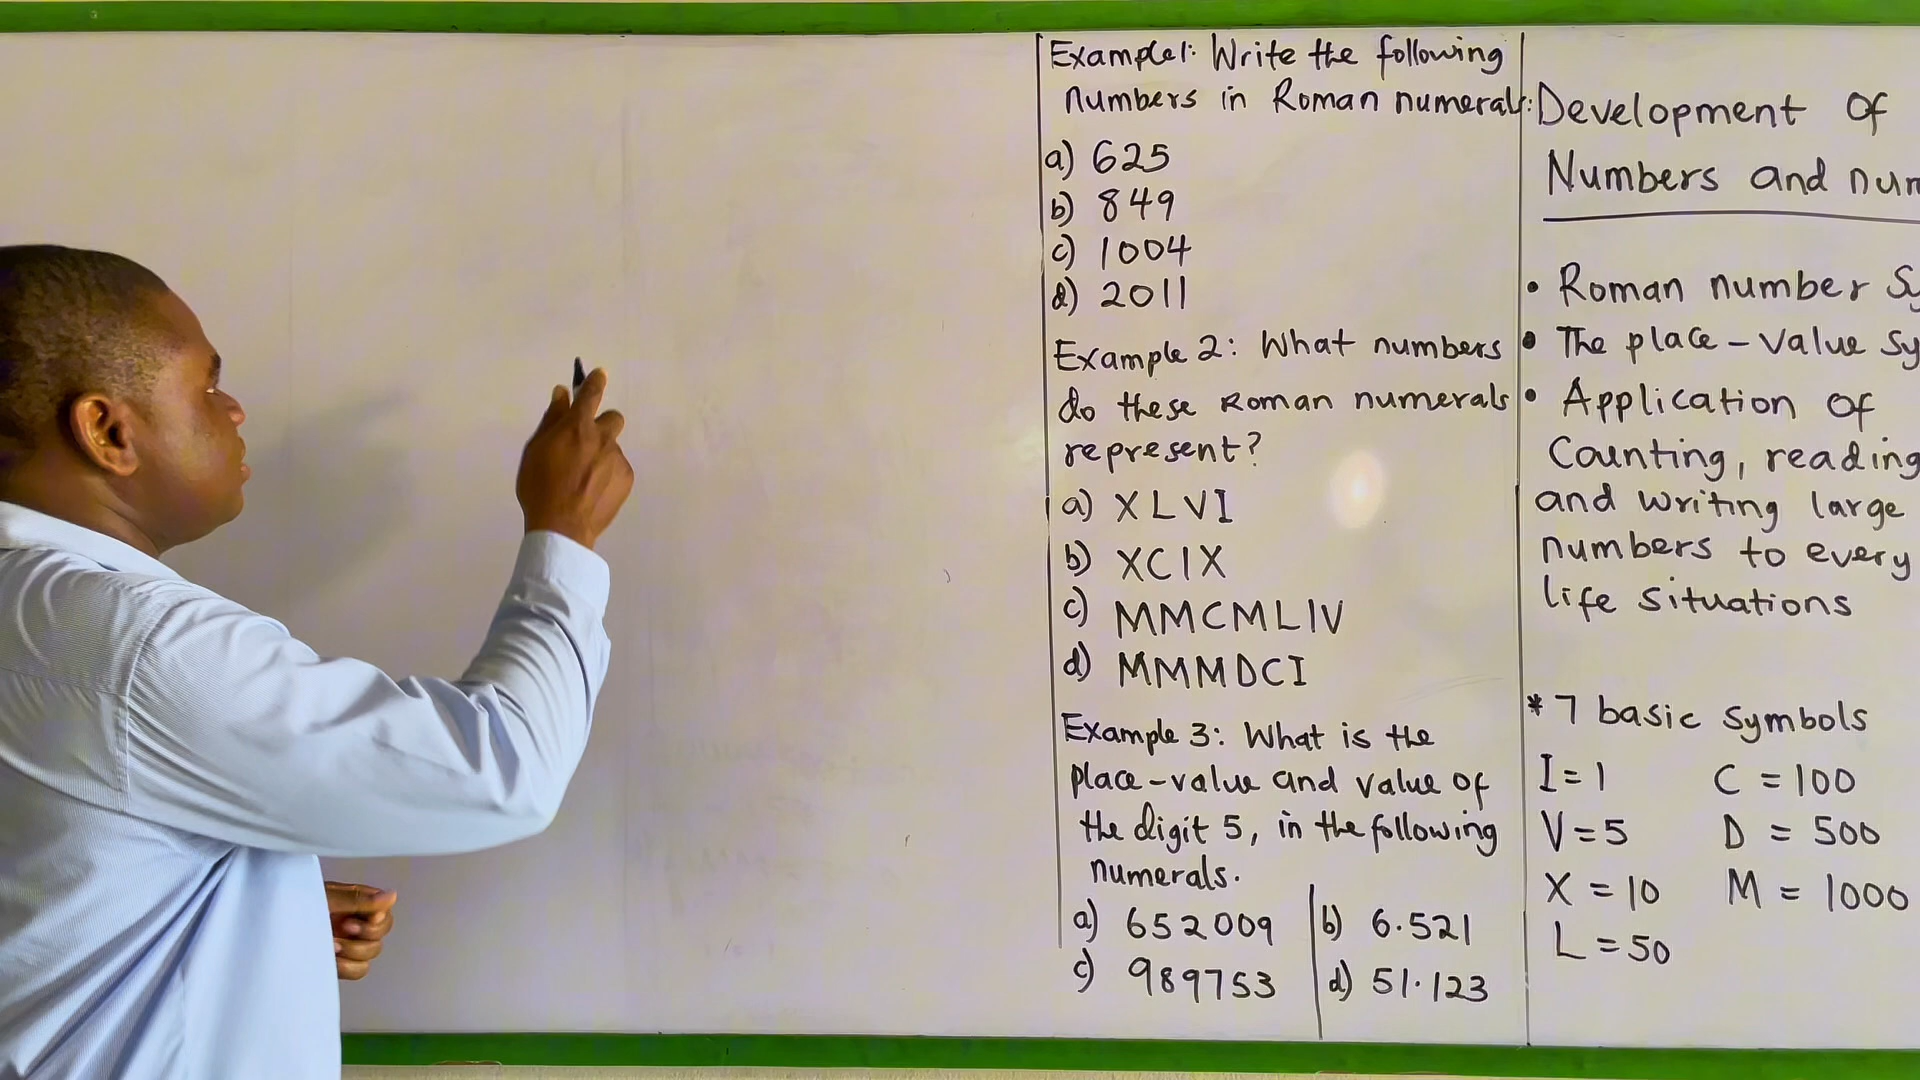 Example1: Write the following
numbers in Roman numerals:
a) 625
b) 849
c) 1004
d) 2011
Example 2: What numbers
do these Roman numerals
represent?
a) XLVI
b) XCIX
c) MMCMLIV
d) MMMDCI
Example 3: What is the
place-value and value of
the digit 5, in the following
numerals.
a) 652009
b) 6.521
c) 989753
d) 51.123
Development Of
Numbers and num
• Roman number Sy
• The place-value Sy
• Application of
Counting, reading
and writing large
numbers to every
life situations
* 7 basic symbols
I = 1 C = 100
V = 5 D = 500
X = 10 M = 1000
L = 50